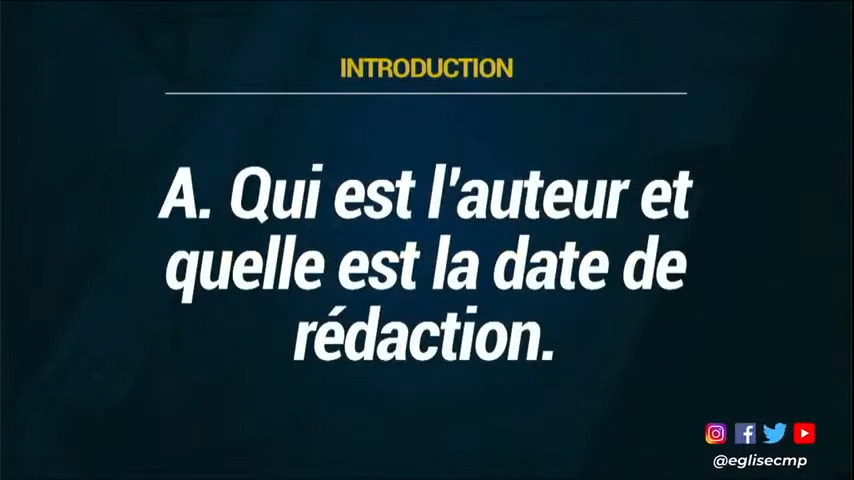 INTRODUCTION
A. Qui est l'auteur et
quelle est la date de
rédaction.
@eglisecmp